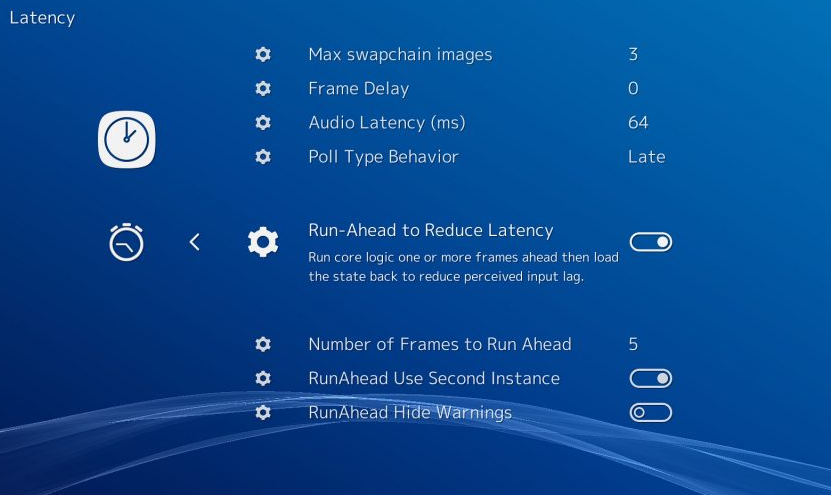 Latency
Max swapchain images 3
Frame Delay 0
Audio Latency (ms) 64
Poll Type Behavior Late
Run-Ahead to Reduce Latency
Run core logic one or more frames ahead then load
the state back to reduce perceived input lag.
Number of Frames to Run Ahead 5
RunAhead Use Second Instance
RunAhead Hide Warnings